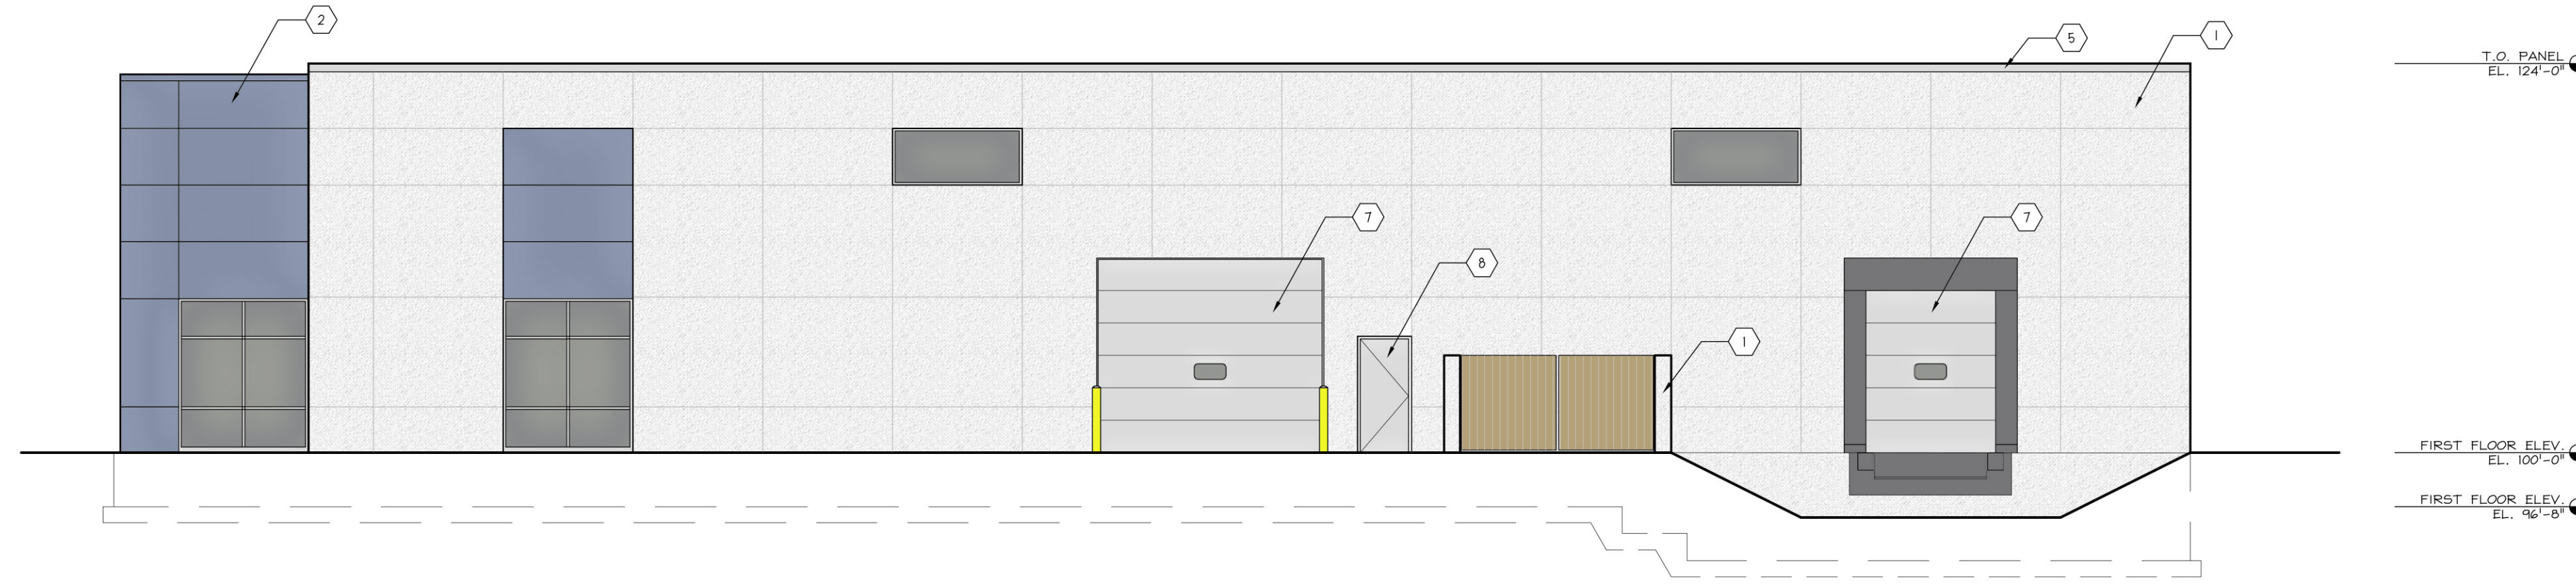 2
5
1
T.O. PANEL
EL. 124'-0"
7
7
8
1
FIRST FLOOR ELEV.
EL. 100'-0"
FIRST FLOOR ELEV.
EL. 96'-8"